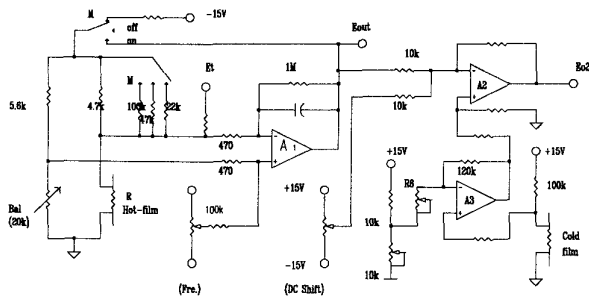 M
-15V
off
on
Eout
10k
Et
1M
M
5.6k
4.7k
100k
47k
22k
10k
A2
Eo2
470
A1
470
+15V
+15V
+15V
120k
100k
R8
A3
Bal
(20k)
R
Hot-film
100k
10k
Cold
film
-15V
10k
(Fre.)
(DC Shift)